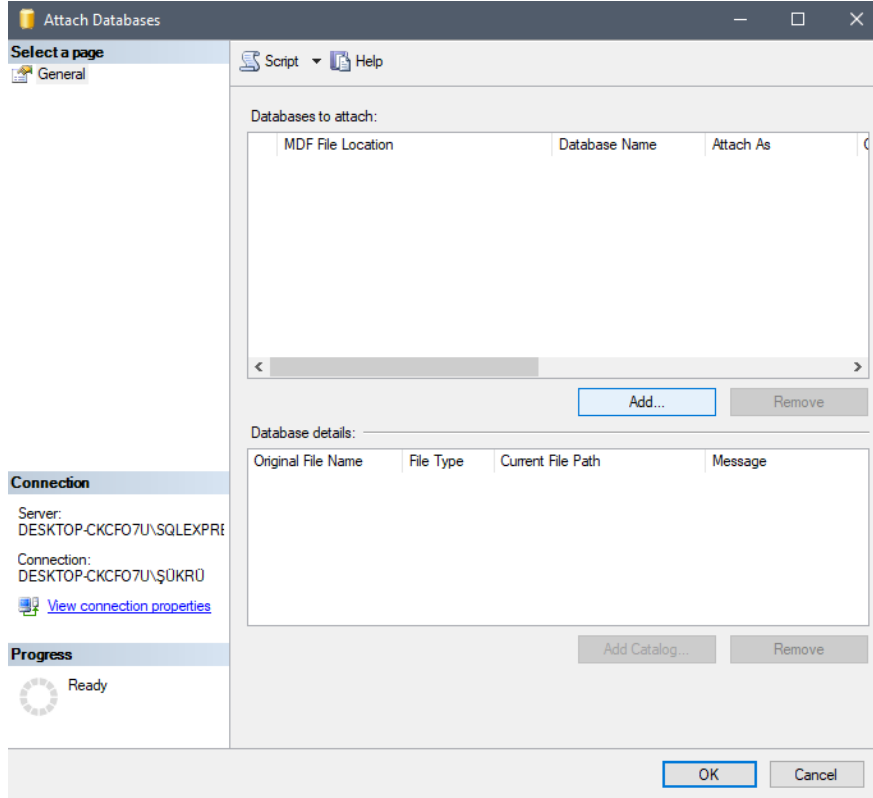 Attach Databases
Select a page
General
Script
Help
Databases to attach:
MDF File Location Database Name Attach As
Add... Remove
Database details:
Original File Name File Type Current File Path Message
Add Catalog... Remove
Connection
Server:
DESKTOP-CKCFO7U\SQLEXPRE
Connection:
DESKTOP-CKCFO7U\ŞÜKRÜ
View connection properties
Progress
Ready
OK Cancel